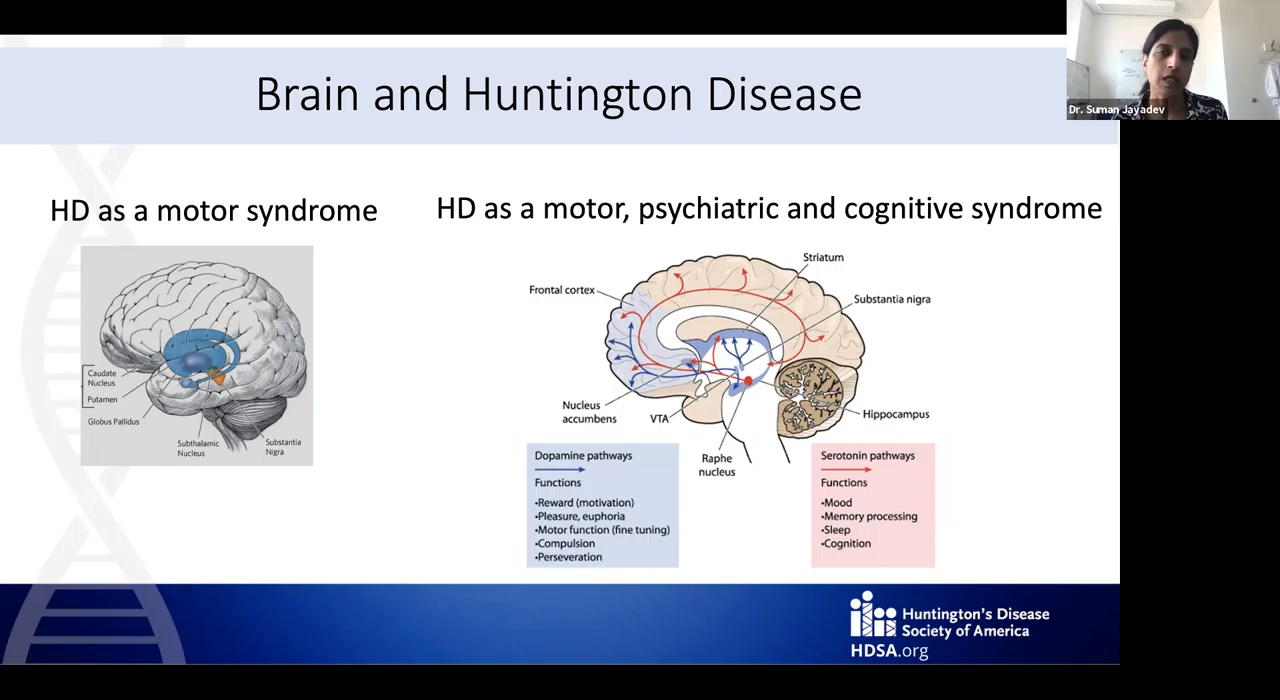 Brain and Huntington Disease
Dr. Suman Jayadev
HD as a motor syndrome
HD as a motor, psychiatric and cognitive syndrome
Caudate
Nucleus
Putamen
Globus Pallidus
Subthalamic
Nucleus
Substantia
Nigra
Striatum
Frontal cortex
Substantia nigra
Nucleus
accumbens
VTA
Hippocampus
Raphe
nucleus
Dopamine pathways
Functions
•Reward (motivation)
•Pleasure, euphoria
•Motor function (fine tuning)
•Compulsion
•Perseveration
Serotonin pathways
Functions
•Mood
•Memory processing
•Sleep
•Cognition
Huntington's Disease
Society of America
HDSA.org